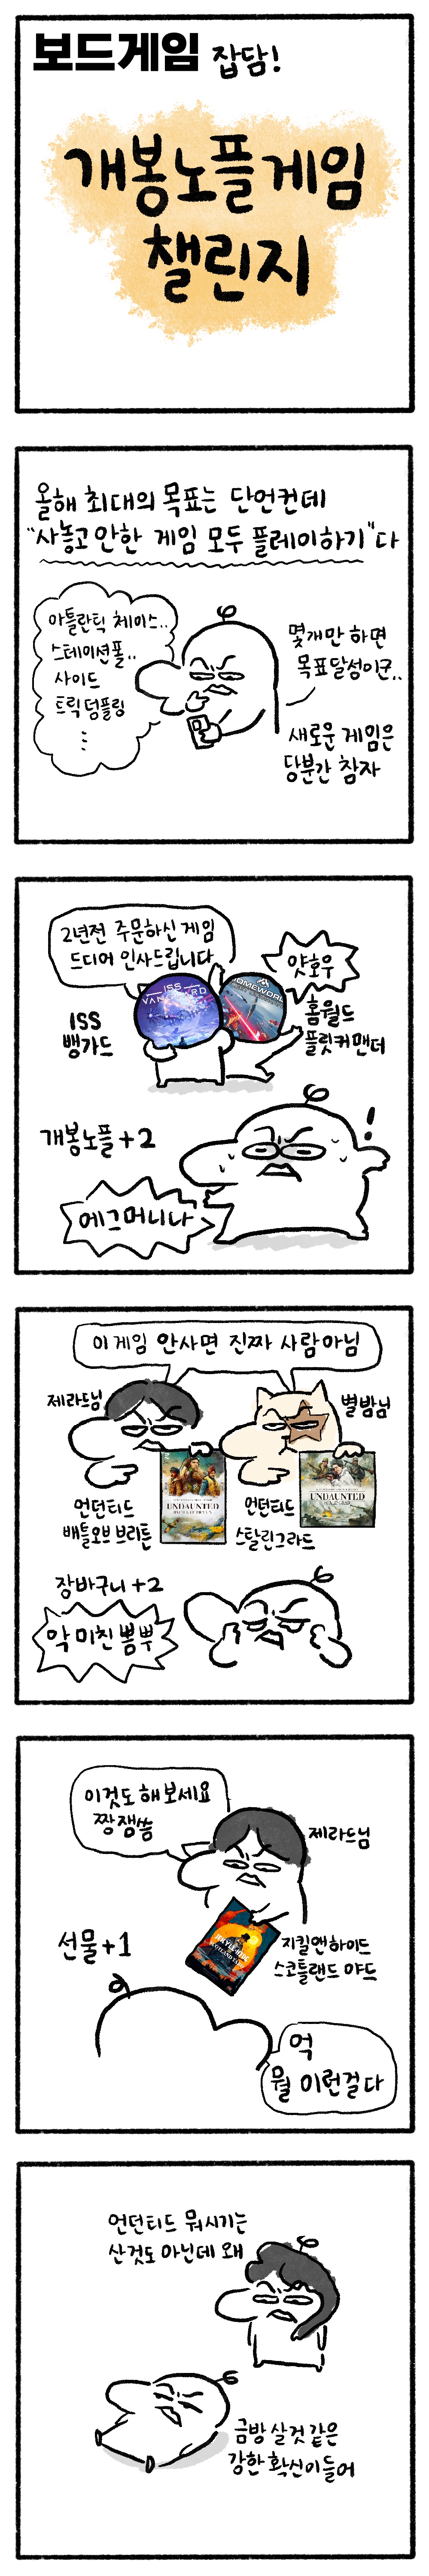 보드게임 잡담!
개봉노플게임
챌린지
올해 최대의 목표는 단언컨데
"사놓고안한 게임 모두 플레이하기"다
아틀란틱 체이스..
스테이션폴..
사이드
트릭덤플링
몇개만 하면
목표달성이군..
새로운 게임은
당분간 참자
2년전 주문하신 게임
드디어 인사드립니다
얏호우
ISS
VANGUARD
HOMEWORLD
ISS
뱅가드
홈월드
플릿커맨더
개봉노플+2
!
에그머니나
이게임 안사면 진짜 사람아님
제라드님
별밤님
UNDAUNTED
UNDAUNTED
언던티드
배틀오브 브리튼
언던티드
스탈린그라드
장바구니+2
악 미친 뽐뿌
이것도 해보세요
짱잼씀
제라드님
선물+1
지킬앤하이드
스코틀랜드 야드
억
뭘 이런걸다
언던티드 뭐시기는
산것도 아닌데 왜
금방 살것 같은
강한 확신이들어